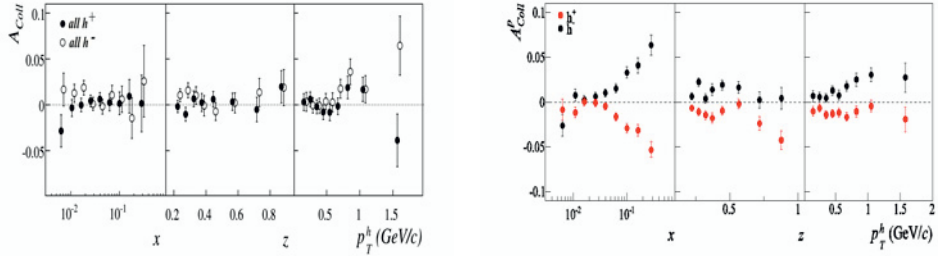 A_Coll
0.1
0.05
0
-0.05
all h⁺
all h⁻
10⁻² 10⁻¹
0.2 0.4 0.6 0.8
0.5 1 1.5
x
z
p_T^h (GeV/c)
A^p_Coll
0.1
0.05
0
-0.05
-0.1
h⁺
h⁻
10⁻² 10⁻¹
0.5 1
0.5 1 1.5 2
x
z
p_T^h (GeV/c)